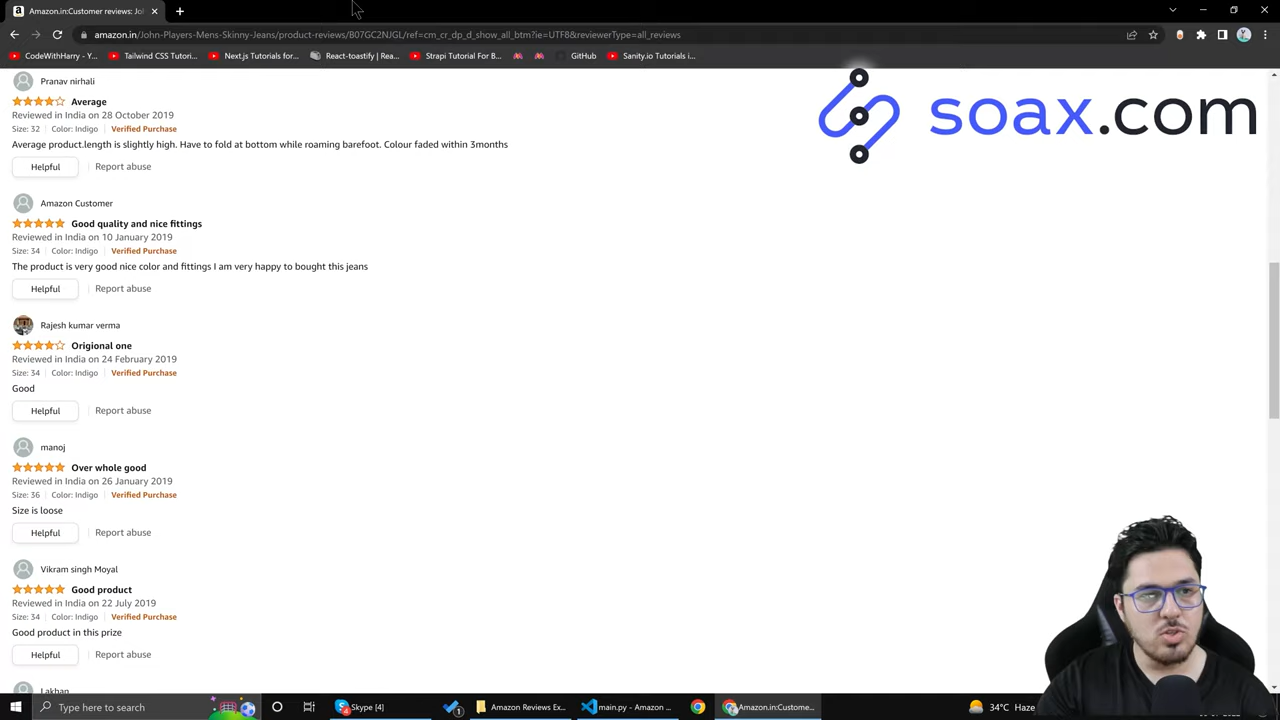 Amazon.in:Customer reviews: Joh
amazon.in/John-Players-Mens-Skinny-Jeans/product-reviews/B07GC2NJGL/ref=cm_cr_dp_d_show_all_btm?ie=UTF8&reviewerType=all_reviews
CodeWithHarry - Y... Tailwind CSS Tutori... Next.js Tutorials for... React-toastify | Rea... Strapi Tutorial For B... GitHub Sanity.io Tutorials i...
Pranav nirhali
Average
Reviewed in India on 28 October 2019
Size: 32 Color: Indigo Verified Purchase
Average product.length is slightly high. Have to fold at bottom while roaming barefoot. Colour faded within 3months
Helpful Report abuse
soax.com
Amazon Customer
Good quality and nice fittings
Reviewed in India on 10 January 2019
Size: 34 Color: Indigo Verified Purchase
The product is very good nice color and fittings I am very happy to bought this jeans
Helpful Report abuse
Rajesh kumar verma
Origional one
Reviewed in India on 24 February 2019
Size: 34 Color: Indigo Verified Purchase
Good
Helpful Report abuse
manoj
Over whole good
Reviewed in India on 26 January 2019
Size: 36 Color: Indigo Verified Purchase
Size is loose
Helpful Report abuse
Vikram singh Moyal
Good product
Reviewed in India on 22 July 2019
Size: 34 Color: Indigo Verified Purchase
Good product in this prize
Helpful Report abuse
Lakhan
Type here to search Skype [4] Amazon Reviews Ex... main.py - Amazon ... Amazon.in:Custome... 34°C Haze